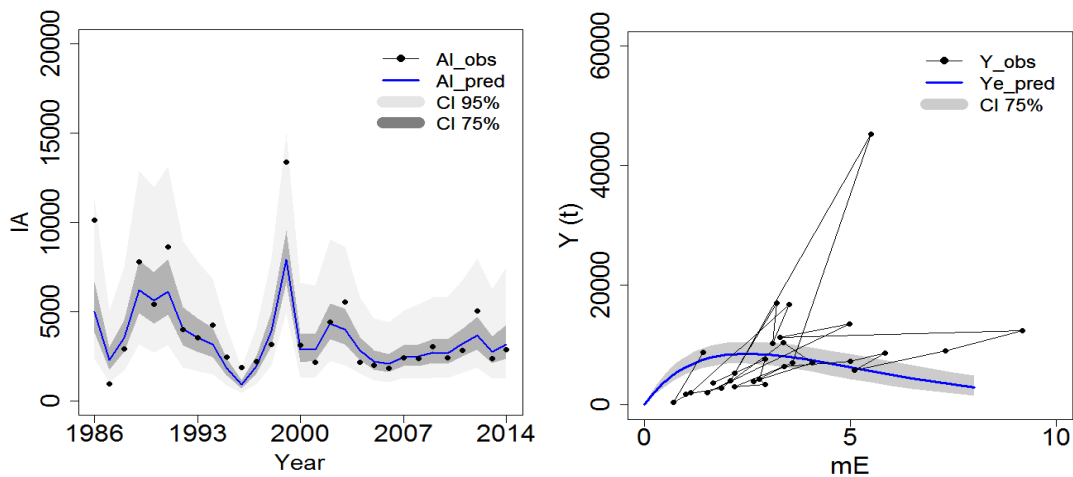 20000
15000
10000
5000
0
IA
AI_obs
AI_pred
CI 95%
CI 75%
1986
1993
2000
2007
2014
Year
60000
40000
20000
0
Y (t)
Y_obs
Ye_pred
CI 75%
0
5
10
mE